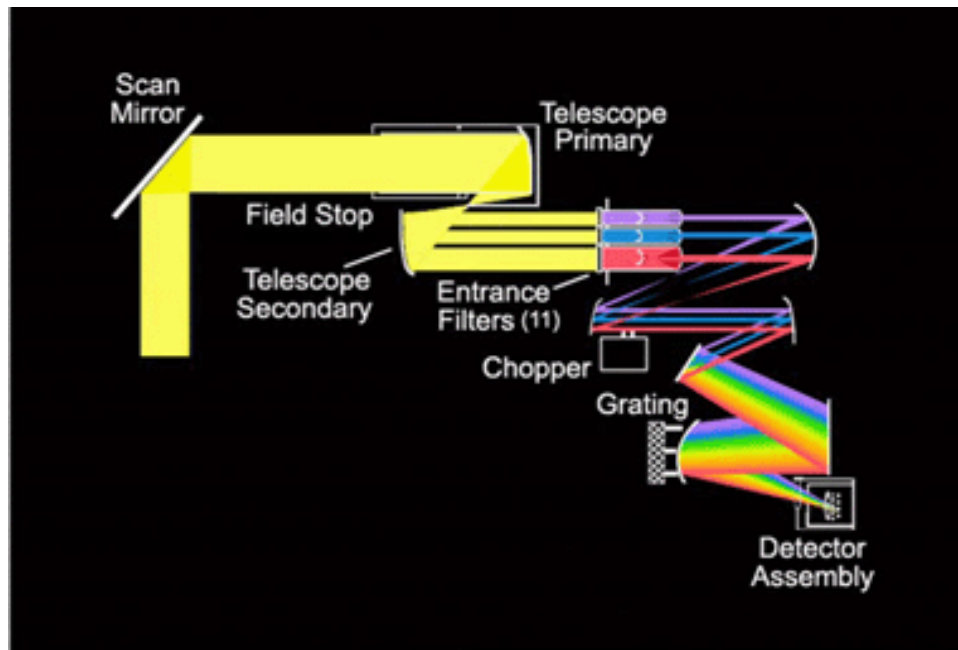 Scan
Mirror
Telescope
Primary
Field Stop
Telescope
Secondary
Entrance
Filters (11)
Chopper
Grating
Detector
Assembly